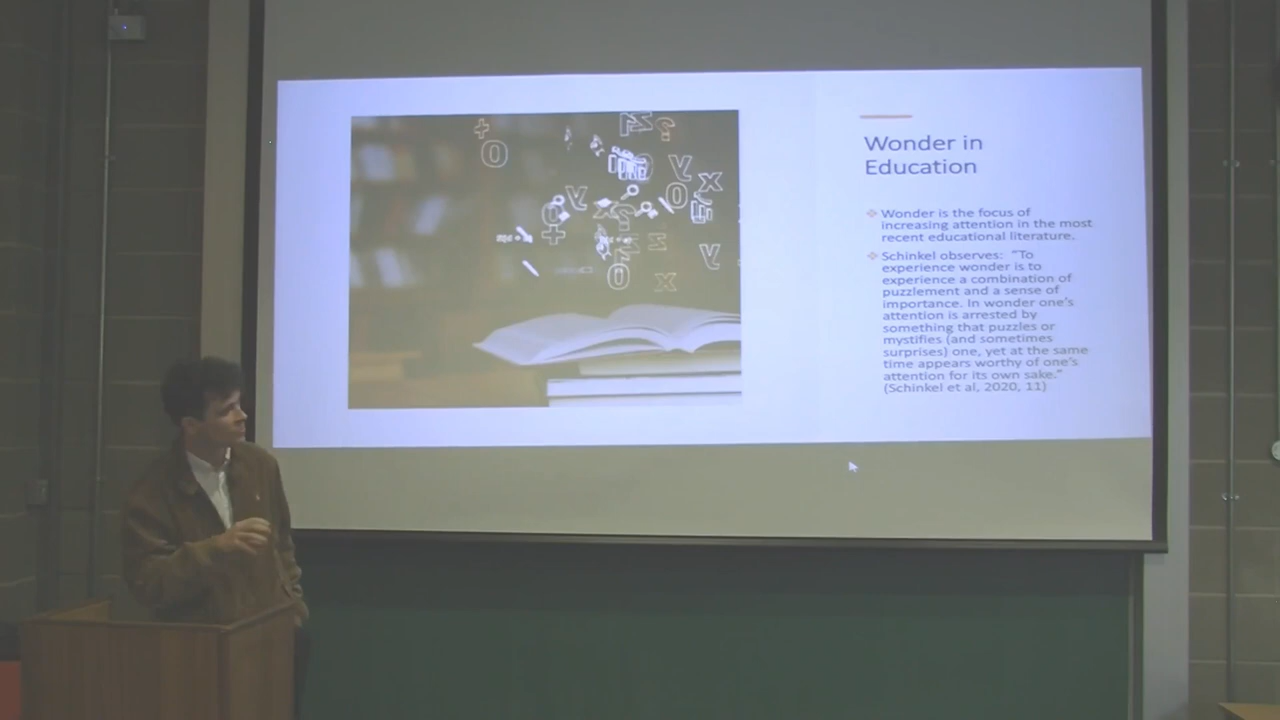 Wonder in
Education
Wonder is the focus of
increasing attention in the most
recent educational literature.
Schinkel observes: “To
experience wonder is to
experience a combination of
puzzlement and a sense of
importance. In wonder one’s
attention is arrested by
something that puzzles or
mystifies (and sometimes
surprises) one, yet at the same
time appears worthy of one’s
attention for its own sake.”
(Schinkel et al, 2020, 11)